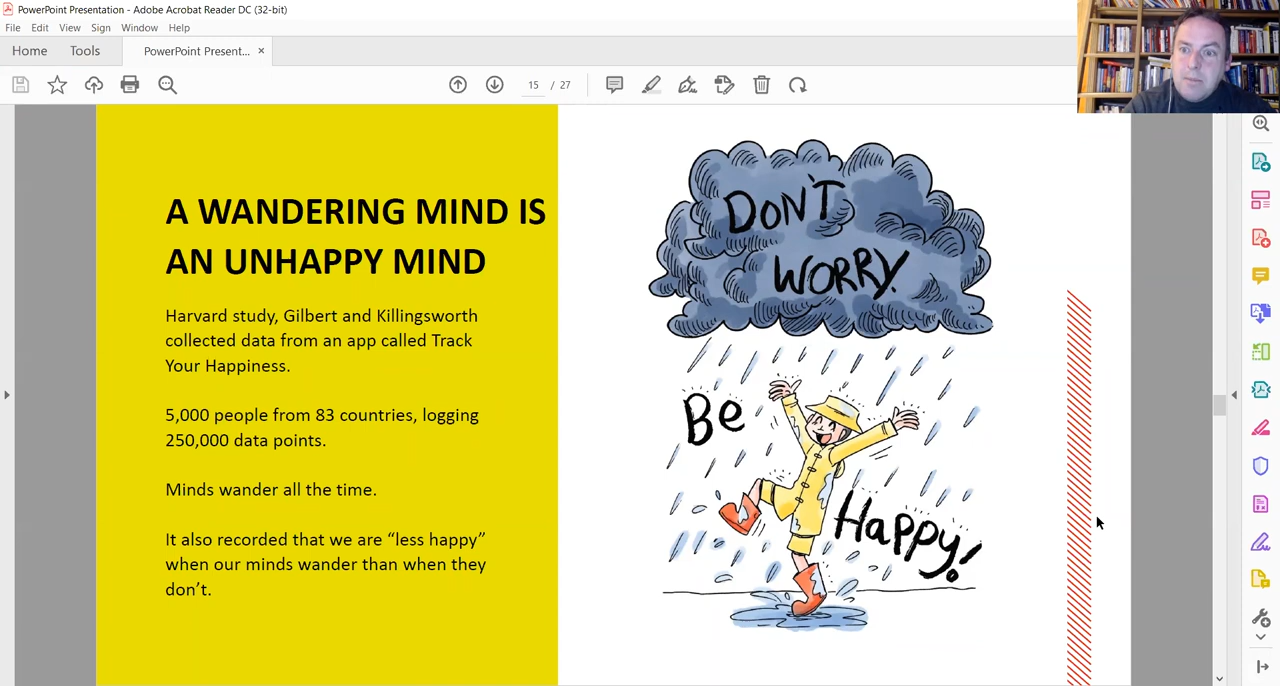 PowerPoint Presentation - Adobe Acrobat Reader DC (32-bit)
File Edit View Sign Window Help
Home Tools PowerPoint Present... ×
15 / 27
A WANDERING MIND IS
AN UNHAPPY MIND
Harvard study, Gilbert and Killingsworth
collected data from an app called Track
Your Happiness.
5,000 people from 83 countries, logging
250,000 data points.
Minds wander all the time.
It also recorded that we are “less happy”
when our minds wander than when they
don’t.
DON'T
WORRY.
Be
Happy!